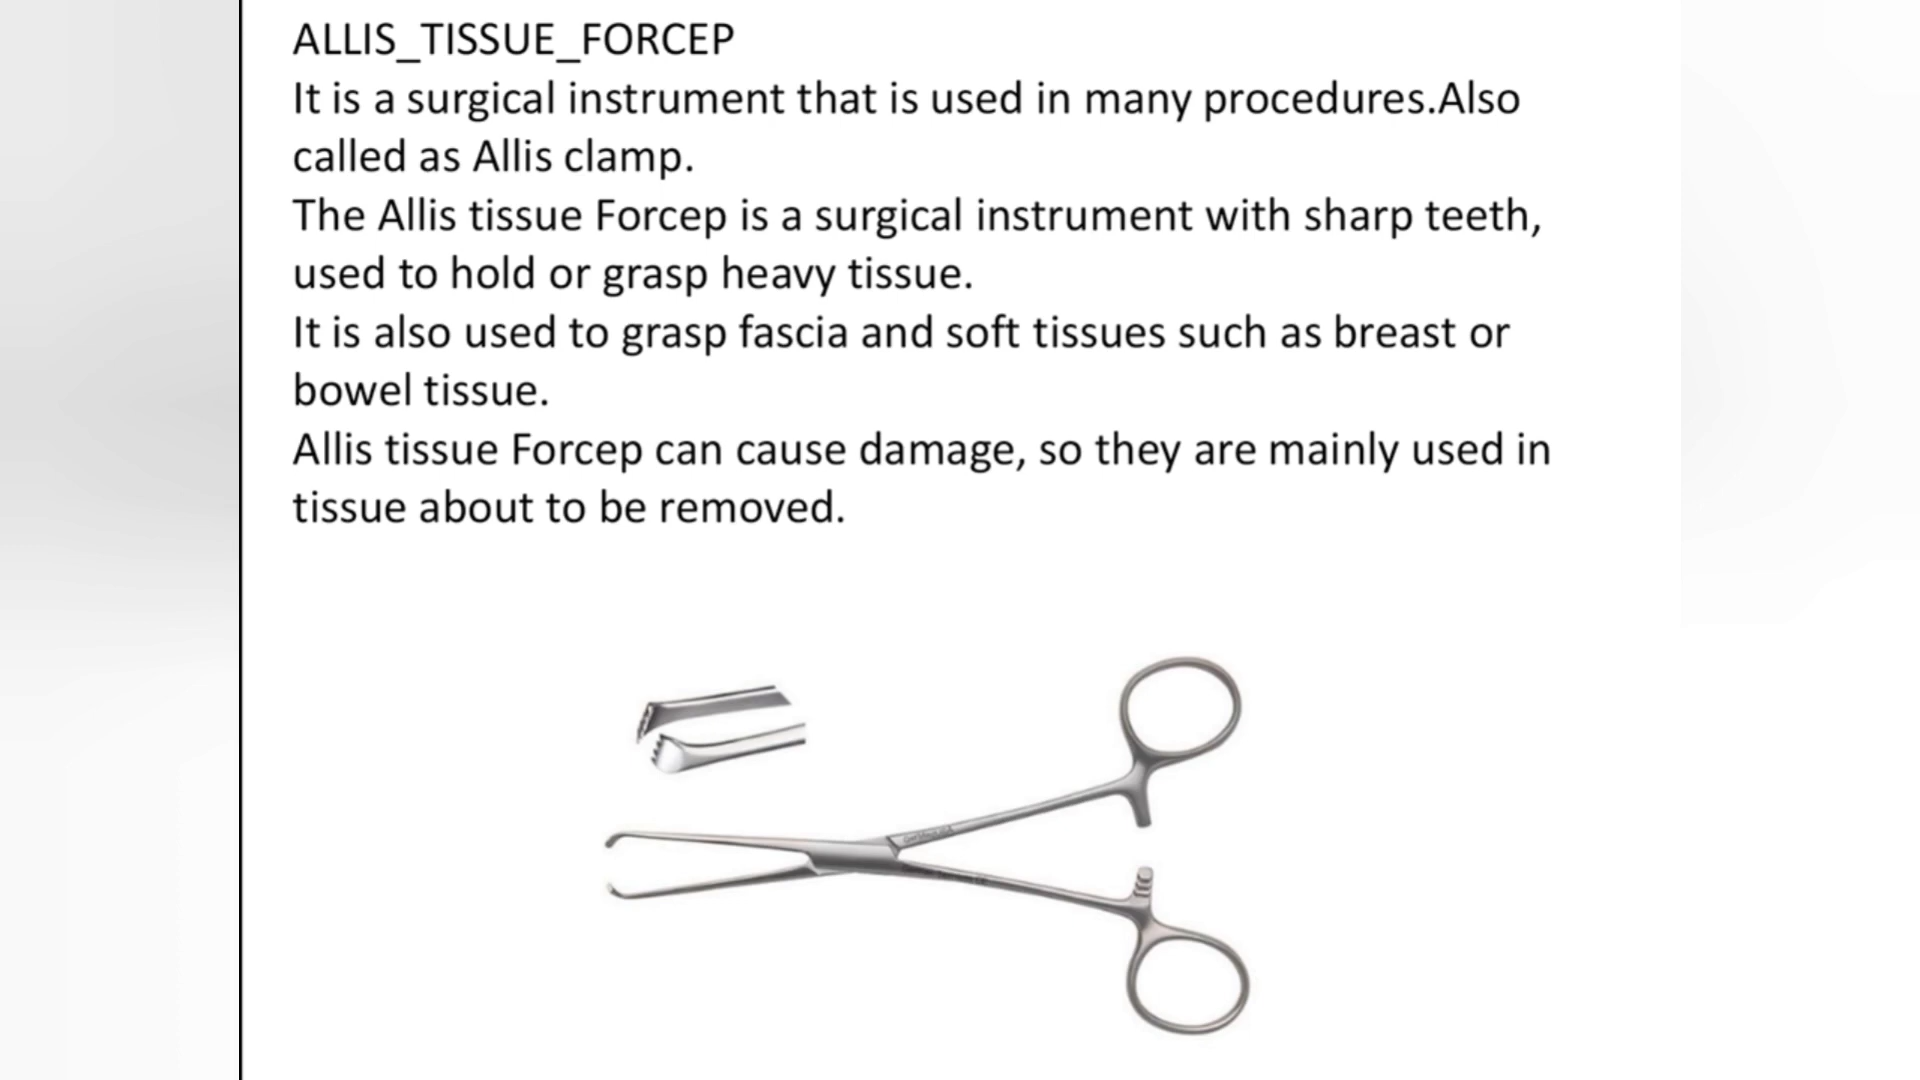 ALLIS_TISSUE_FORCEP
It is a surgical instrument that is used in many procedures.Also
called as Allis clamp.
The Allis tissue Forcep is a surgical instrument with sharp teeth,
used to hold or grasp heavy tissue.
It is also used to grasp fascia and soft tissues such as breast or
bowel tissue.
Allis tissue Forcep can cause damage, so they are mainly used in
tissue about to be removed.